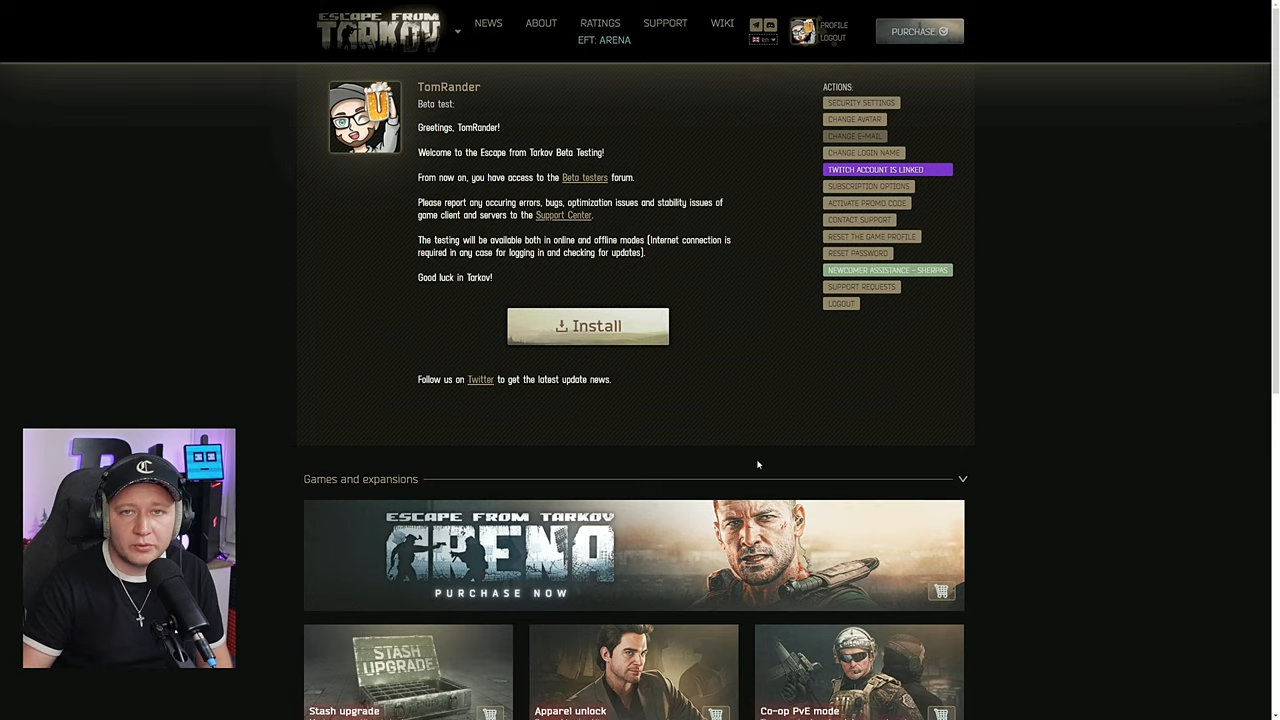 ESCAPE FROM
TARKOV
NEWS
ABOUT
RATINGS
SUPPORT
WIKI
EFT: ARENA
en
PROFILE
LOGOUT
PURCHASE
TomRander
Beta test:
Greetings, TomRander!
Welcome to the Escape from Tarkov Beta Testing!
From now on, you have access to the Beta testers forum.
Please report any occuring errors, bugs, optimization issues and stability issues of
game client and servers to the Support Center.
The testing will be available both in online and offline modes (Internet connection is
required in any case for logging in and checking for updates).
Good luck in Tarkov!
Install
Follow us on Twitter to get the latest update news.
ACTIONS:
SECURITY SETTINGS
CHANGE AVATAR
CHANGE E-MAIL
CHANGE LOGIN NAME
TWITCH ACCOUNT IS LINKED
SUBSCRIPTION OPTIONS
ACTIVATE PROMO CODE
CONTACT SUPPORT
RESET THE GAME PROFILE
RESET PASSWORD
NEWCOMER ASSISTANCE - SHERPAS
SUPPORT REQUESTS
LOGOUT
Games and expansions
ESCAPE FROM TARKOV
ARENA
PURCHASE NOW
STASH
UPGRADE
Stash upgrade
Apparel unlock
Co-op PvE mode
C